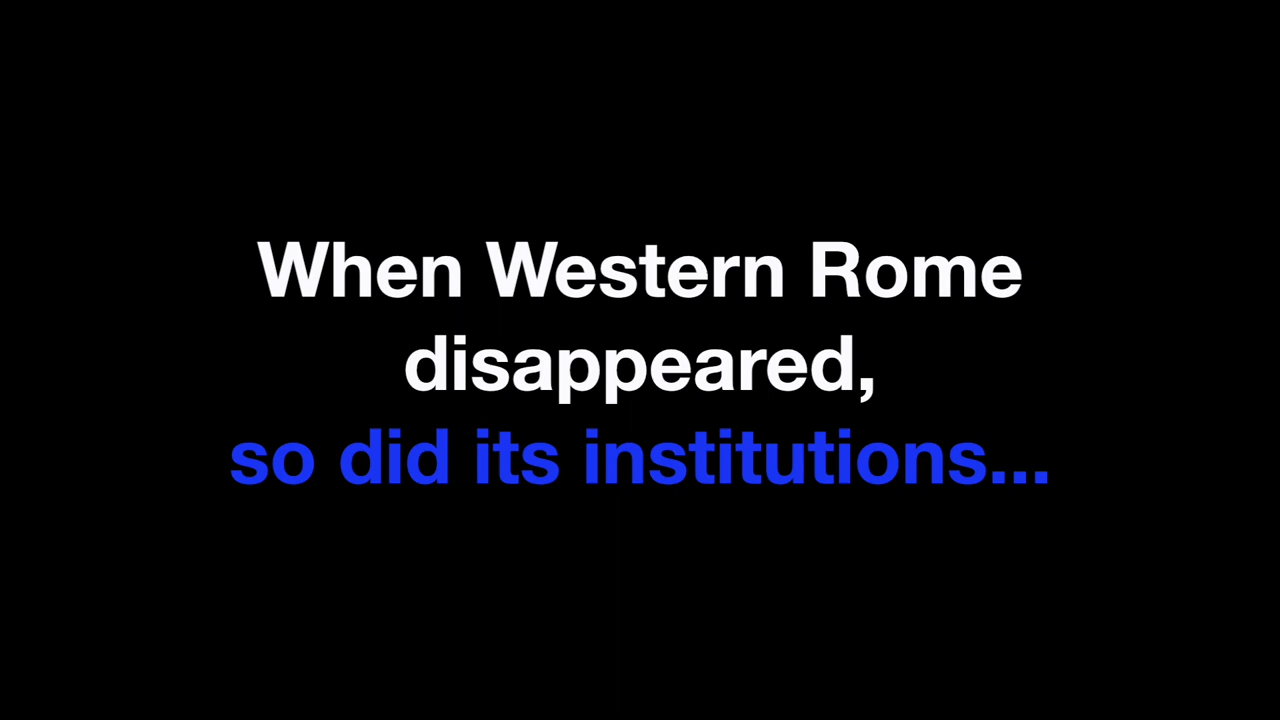 When Western Rome
disappeared,
so did its institutions...